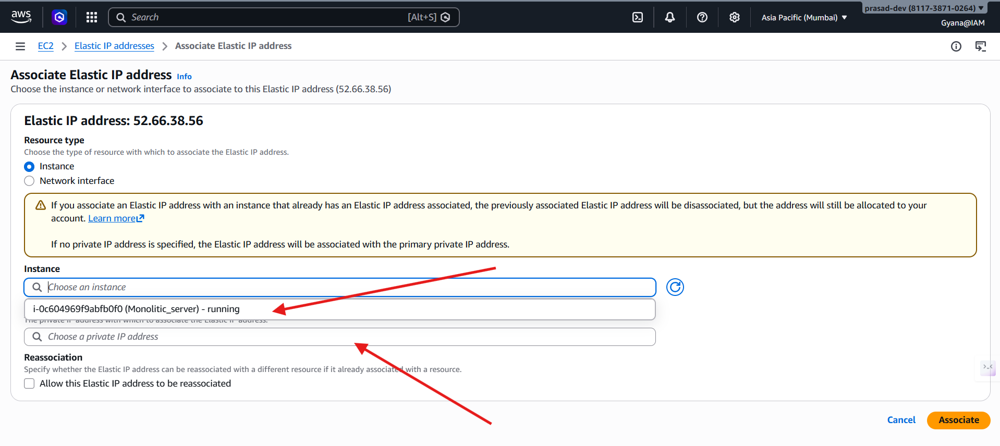 aws
Search
[Alt+S]
Asia Pacific (Mumbai)
prasad-dev (8117-3871-0264)
Gyana@IAM
EC2
Elastic IP addresses
Associate Elastic IP address
Associate Elastic IP address Info
Choose the instance or network interface to associate to this Elastic IP address (52.66.38.56)
Elastic IP address: 52.66.38.56
Resource type
Choose the type of resource with which to associate the Elastic IP address.
Instance
Network interface
If you associate an Elastic IP address with an instance that already has an Elastic IP address associated, the previously associated Elastic IP address will be disassociated, but the address will still be allocated to your
account. Learn more
If no private IP address is specified, the Elastic IP address will be associated with the primary private IP address.
Instance
Choose an instance
i-0c604969f9abfb0f0 (Monolitic_server) - running
The private IP address with which to associate the Elastic IP address.
Choose a private IP address
Reassociation
Specify whether the Elastic IP address can be reassociated with a different resource if it already associated with a resource.
Allow this Elastic IP address to be reassociated
Cancel
Associate